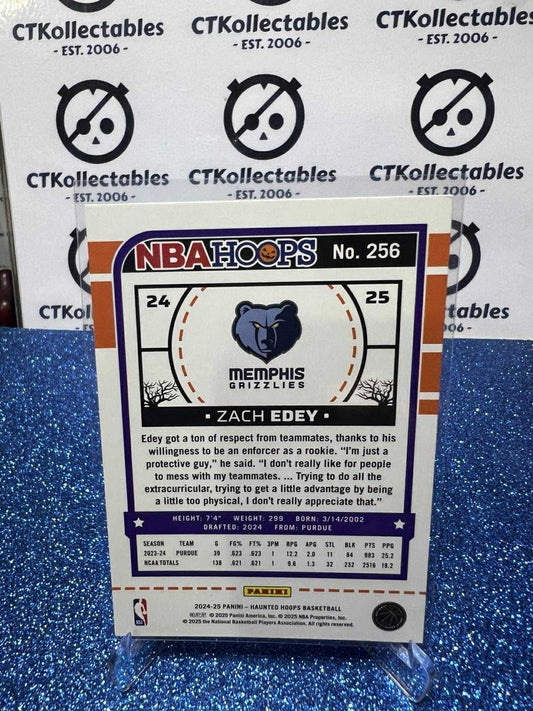 CTKollectables
- EST. 2006 -
CTKollectables
- EST. 2006 -
CTKollectables
- EST. 2006 -
CTKollectables
- EST. 2006 -
CTKollectables
- EST. 2006 -
CTKollectables
- EST. 2006 -
NBA HOOPS No. 256
24 25
MEMPHIS
GRIZZLIES
• ZACH EDEY •
Edey got a ton of respect from teammates, thanks to his
willingness to be an enforcer as a rookie. "I'm just a
protective guy," he said. "I don't really like for people
to mess with my teammates. ... Trying to do all the
extracurricular, trying to get a little advantage by being
a little too physical, I don't really appreciate that."
HEIGHT: 7'4" WEIGHT: 299 BORN: 3/14/2002
DRAFTED: 2024 FROM: PURDUE
SEASON TEAM G FG% FT% 3PM RPG APG STL BLK PTS PPG
2023-24 PURDUE 39 .623 .623 1 12.2 2.0 11 84 983 25.2
NCAA TOTALS 138 .621 .621 1 9.6 1.3 32 232 2516 18.2
PANINI
2024-25 PANINI – HAUNTED HOOPS BASKETBALL
© 2025 Panini America, Inc. © 2025 NBA Properties, Inc.
© 2025 the National Basketball Players Association. All rights reserved.
NBA